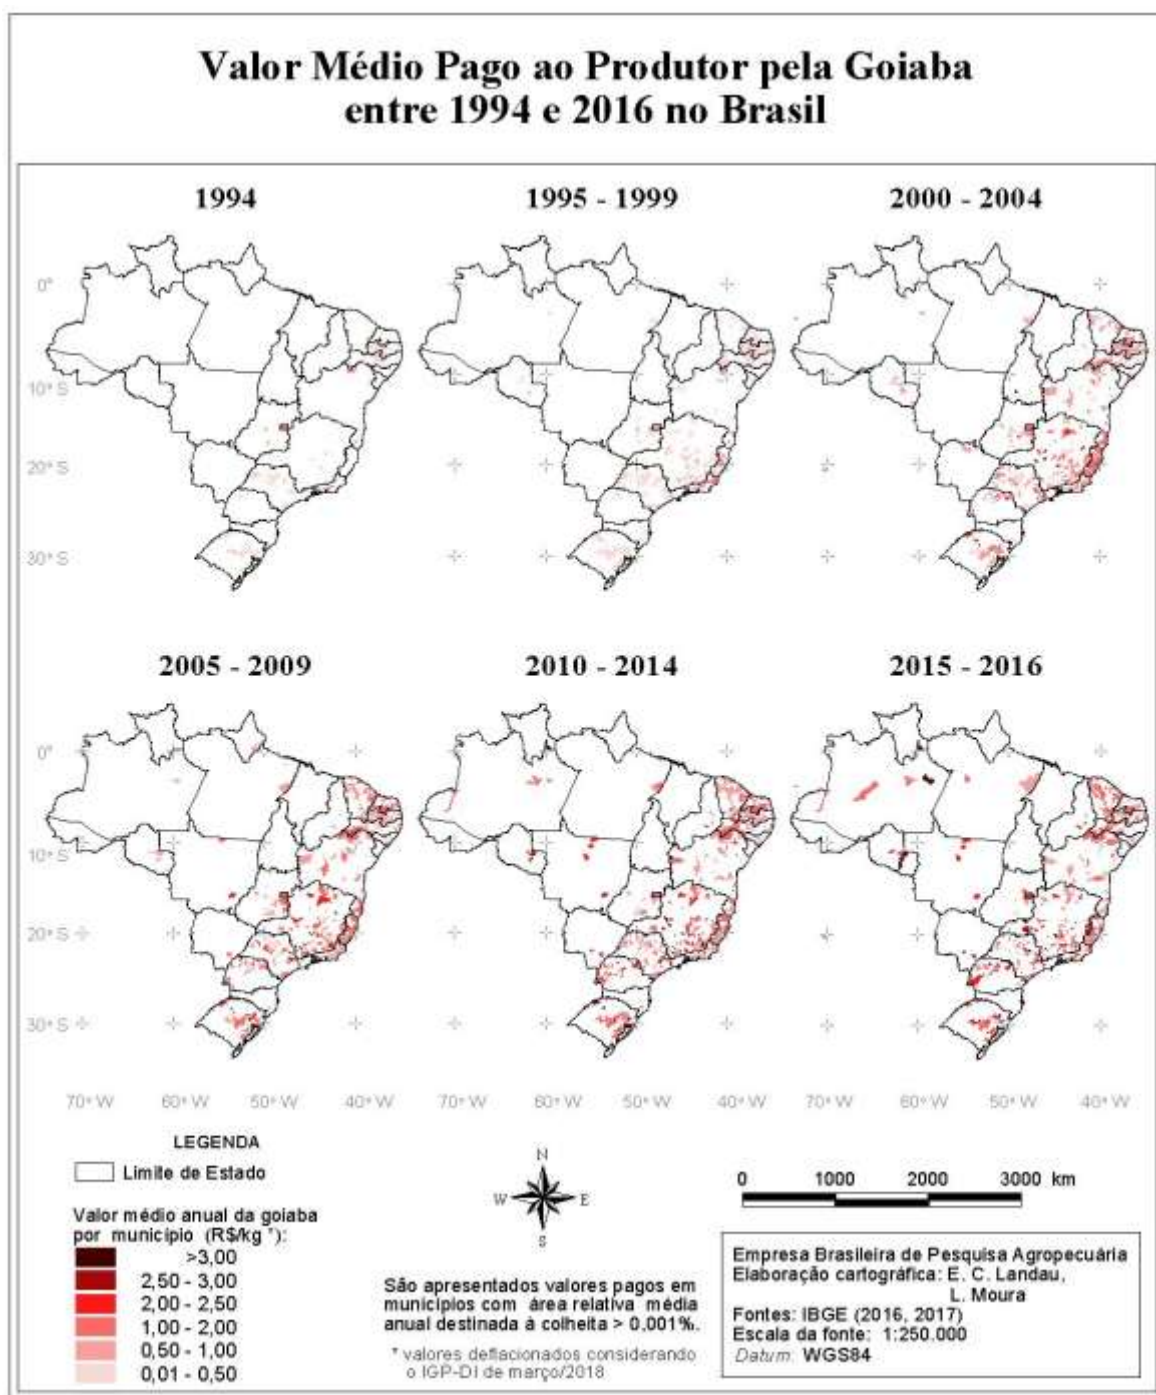 Valor Médio Pago ao Produtor pela Goiaba
entre 1994 e 2016 no Brasil
1994
1995 - 1999
2000 - 2004
0°
10° S
20° S
30° S
2005 - 2009
2010 - 2014
2015 - 2016
0°
10° S
20° S
30° S
70° W 60° W 50° W 40° W
70° W 60° W 50° W 40° W
70° W 60° W 50° W 40° W
LEGENDA
Limite de Estado
Valor médio anual da goiaba
por município (R$/kg *):
>3,00
2,50 - 3,00
2,00 - 2,50
1,00 - 2,00
0,50 - 1,00
0,01 - 0,50
N
W E
S
São apresentados valores pagos em
municípios com área relativa média
anual destinada à colheita > 0,001%.
* valores deflacionados considerando
o IGP-DI de março/2018
0 1000 2000 3000 km
Empresa Brasileira de Pesquisa Agropecuária
Elaboração cartográfica: E. C. Landau,
L. Moura
Fontes: IBGE (2016, 2017)
Escala da fonte: 1:250.000
Datum: WGS84